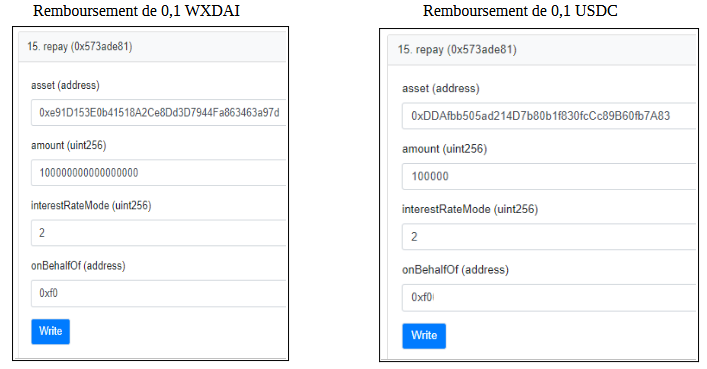 Remboursement de 0,1 WXDAI
15. repay (0x573ade81)
asset (address)
0xe91D153E0b41518A2Ce8Dd3D7944Fa863463a97d
amount (uint256)
100000000000000000
interestRateMode (uint256)
2
onBehalfOf (address)
0xf0
Write
Remboursement de 0,1 USDC
15. repay (0x573ade81)
asset (address)
0xDDAfbb505ad214D7b80b1f830fcCc89B60fb7A83
amount (uint256)
100000
interestRateMode (uint256)
2
onBehalfOf (address)
0xf0
Write